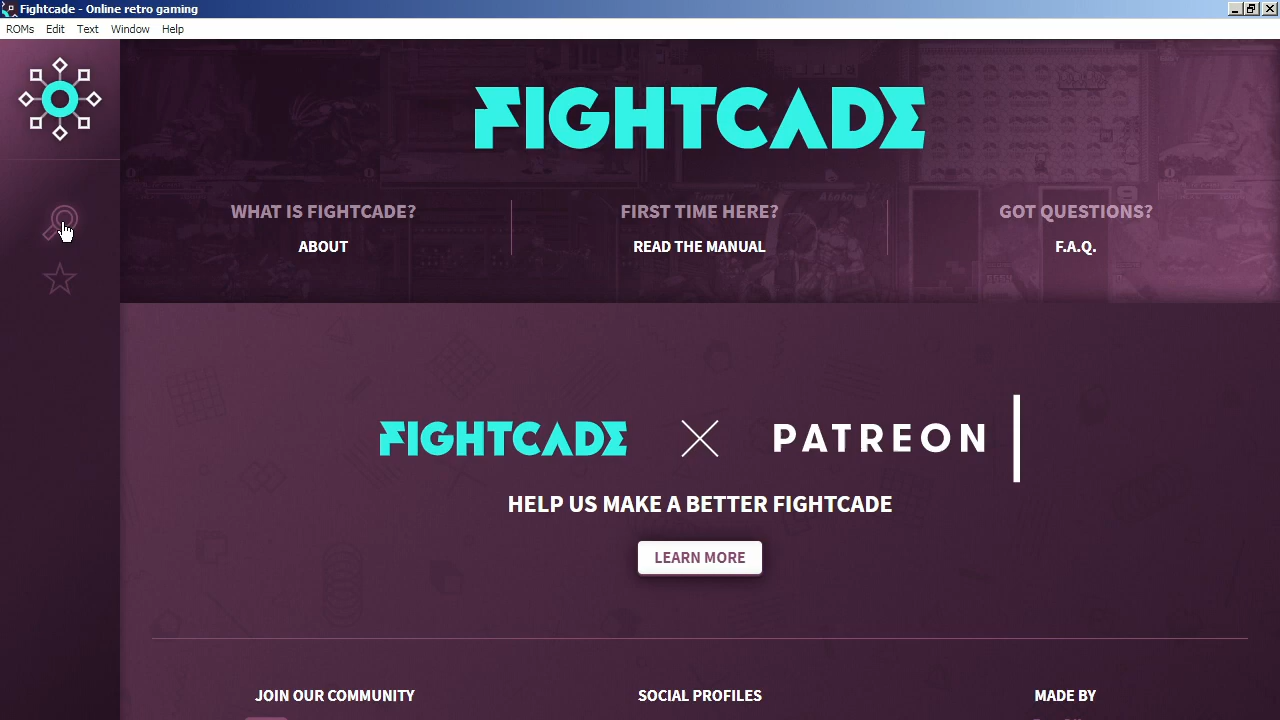 Fightcade - Online retro gaming
ROMs Edit Text Window Help
FIGHTCADE
WHAT IS FIGHTCADE? FIRST TIME HERE? GOT QUESTIONS?
ABOUT READ THE MANUAL F.A.Q.
FIGHTCADE PATREON
HELP US MAKE A BETTER FIGHTCADE
LEARN MORE
JOIN OUR COMMUNITY SOCIAL PROFILES MADE BY